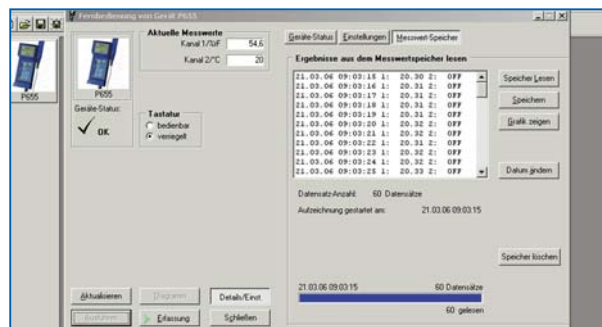 Fernbedienung von Gerät P655
P655
P655
Geräte-Status:
OK
Aktuelle Messwerte
Kanal 1/%rF 54,6
Kanal 2/°C 20
Tastatur
bedienbar
verriegelt
Aktualisieren
Diagramm
Details/Einst.
Ausführen
Erfassung
Schließen
Geräte-Status
Einstellungen
Messwert-Speicher
Ergebnisse aus dem Messwertspeicher lesen
21.03.06 09:03:15 1: 20.30 2: OFF
21.03.06 09:03:16 1: 20.31 2: OFF
21.03.06 09:03:17 1: 20.31 2: OFF
21.03.06 09:03:18 1: 20.31 2: OFF
21.03.06 09:03:19 1: 20.31 2: OFF
21.03.06 09:03:20 1: 20.32 2: OFF
21.03.06 09:03:21 1: 20.32 2: OFF
21.03.06 09:03:22 1: 20.31 2: OFF
21.03.06 09:03:23 1: 20.32 2: OFF
21.03.06 09:03:24 1: 20.32 2: OFF
21.03.06 09:03:25 1: 20.33 2: OFF
Datensatz-Anzahl: 60 Datensätze
Aufzeichnung gestartet am: 21.03.06 09:03:15
21.03.06 09:03:15 60 Datensätze
60 gelesen
Speicher Lesen
Speichern
Grafik zeigen
Datum ändern
Speicher löschen